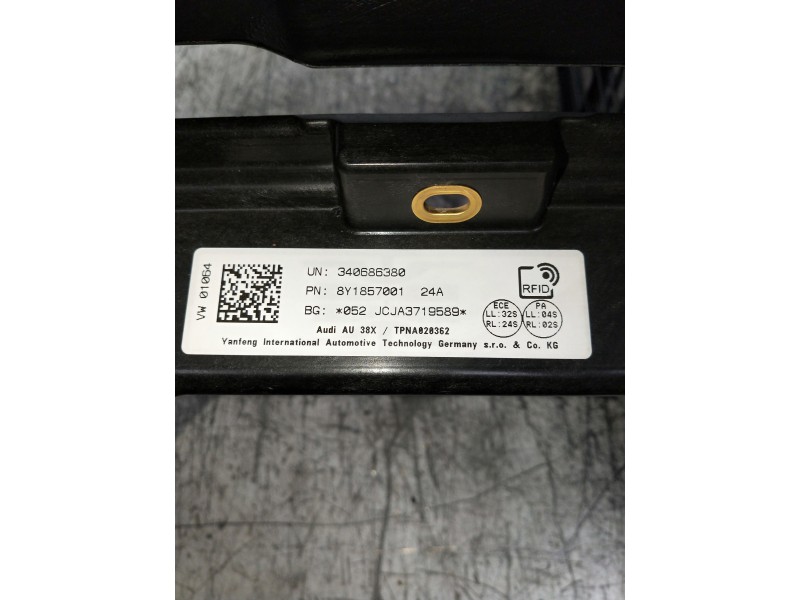 VW 01064
UN: 340686380
PN: 8Y1857001 24A
BG: *052 JCJA3719589*
RFID
ECE
LL:32S
RL:24S
PA
LL:04S
RL:02S
Audi AU 38X / TPNA020362
Yanfeng International Automotive Technology Germany s.r.o. & Co. KG